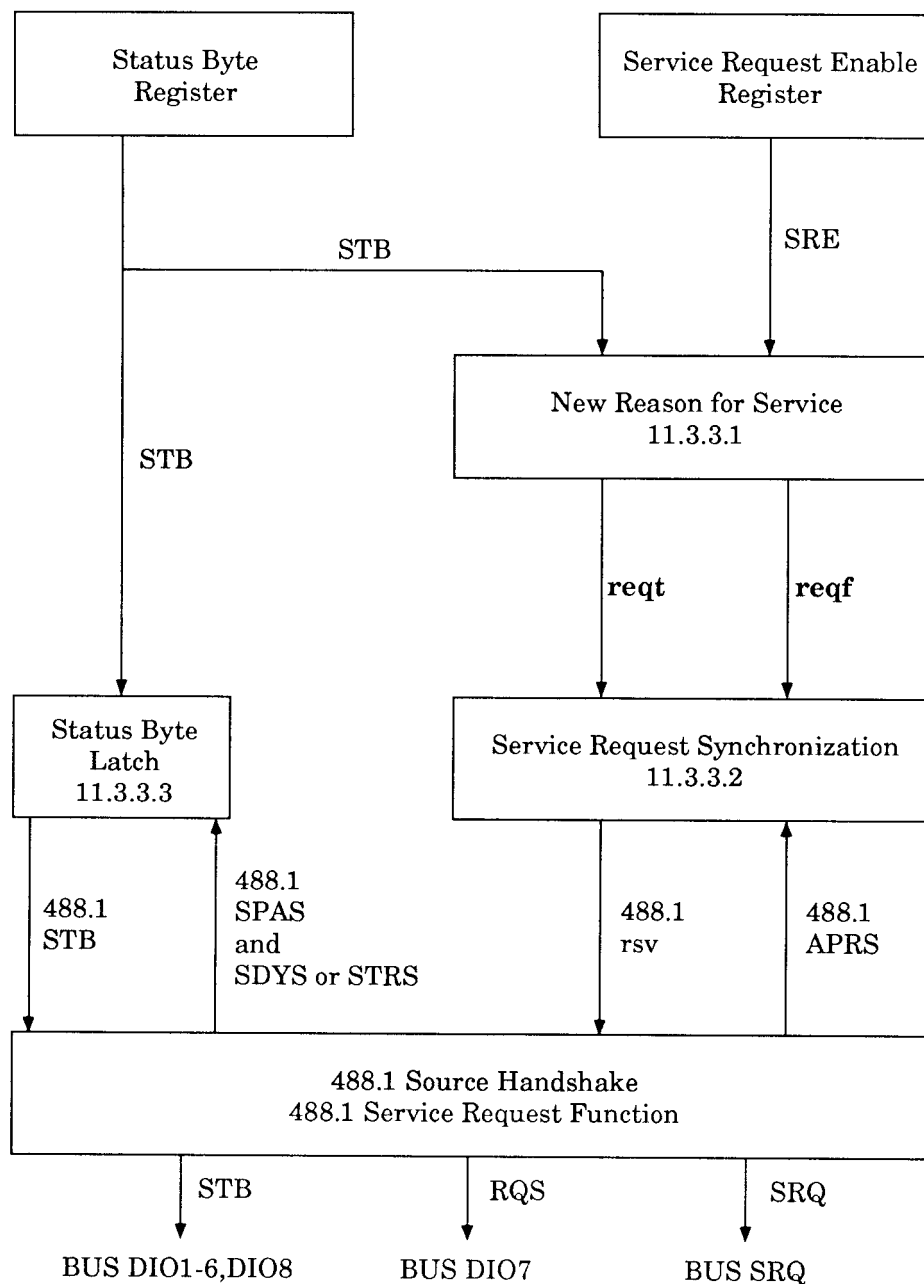 Status Byte
Register
Service Request Enable
Register
STB
SRE
New Reason for Service
11.3.3.1
STB
reqt
reqf
Status Byte
Latch
11.3.3.3
Service Request Synchronization
11.3.3.2
488.1
STB
488.1
SPAS
and
SDYS or STRS
488.1
rsv
488.1
APRS
488.1 Source Handshake
488.1 Service Request Function
STB
RQS
SRQ
BUS DIO1-6,DIO8
BUS DIO7
BUS SRQ